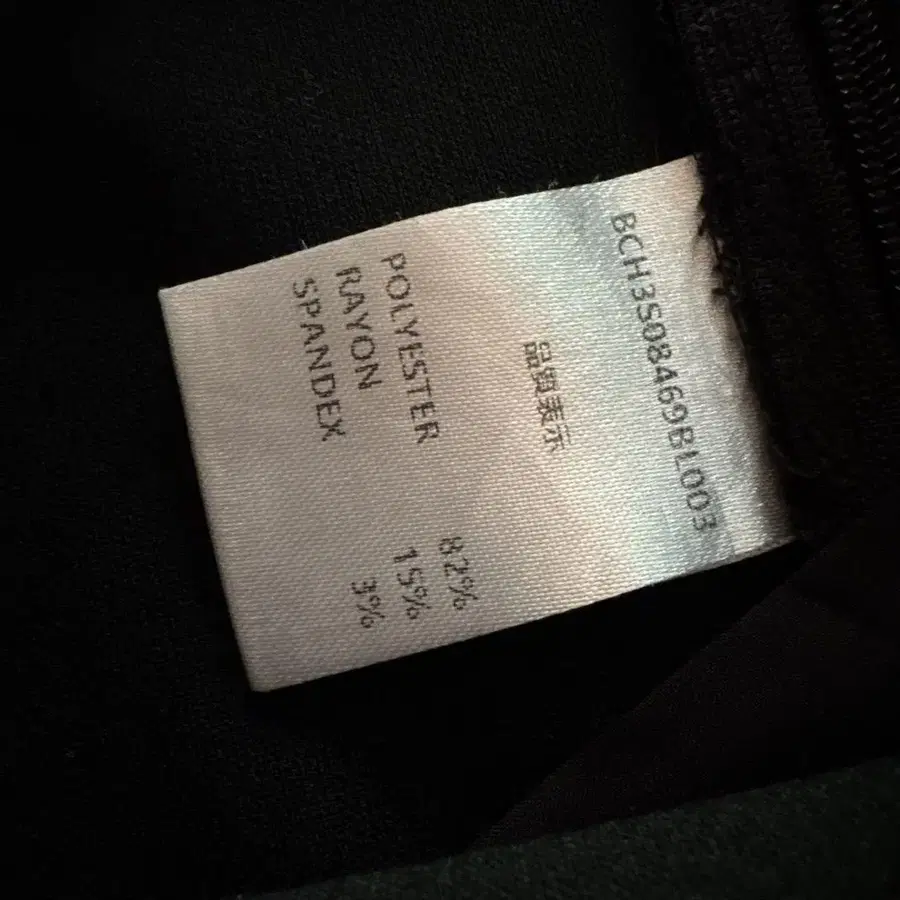 BCH3S08469BL003
品質表示
POLYESTER 82%
RAYON 15%
SPANDEX 3%